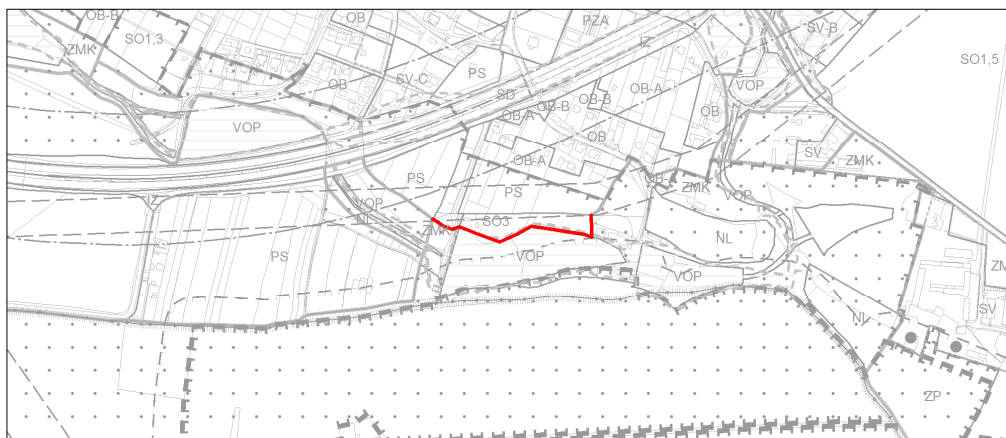 OB-B
ZMK
SO1,3
OB
PZA
SV-B
IZ
SO1,5
OB
SV-C
PS
SD
OB-B
OB-B
OB-A
VOP
VOP
OB-A
OB
OB
OB-A
SV
ZMK
PS
PS
OB-A
ZMK
IZ
VOP
NL
VOP
ZMK
SO3
NL
PS
VOP
VOP
ZM
SV
NL
ZP